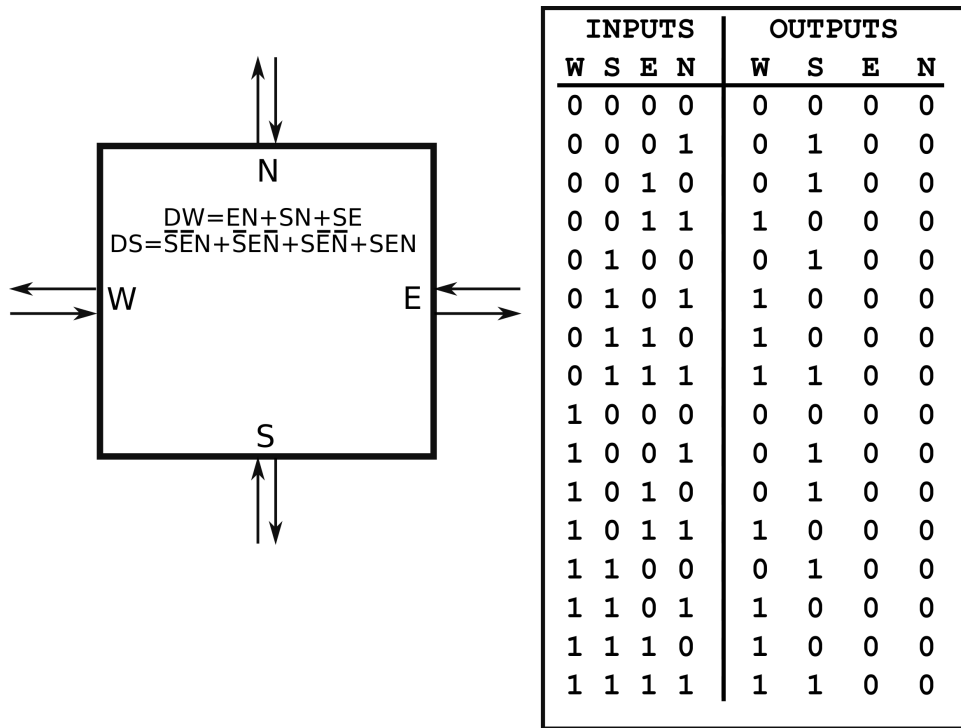 N
DW=EN+SN+SE
DS=S̅E̅N+S̅EN̅+SE̅N̅+SEN
W E
S
INPUTS OUTPUTS
W S E N W S E N
0 0 0 0 0 0 0 0
0 0 0 1 0 1 0 0
0 0 1 0 0 1 0 0
0 0 1 1 1 0 0 0
0 1 0 0 0 1 0 0
0 1 0 1 1 0 0 0
0 1 1 0 1 0 0 0
0 1 1 1 1 1 0 0
1 0 0 0 0 0 0 0
1 0 0 1 0 1 0 0
1 0 1 0 0 1 0 0
1 0 1 1 1 0 0 0
1 1 0 0 0 1 0 0
1 1 0 1 1 0 0 0
1 1 1 0 1 0 0 0
1 1 1 1 1 1 0 0